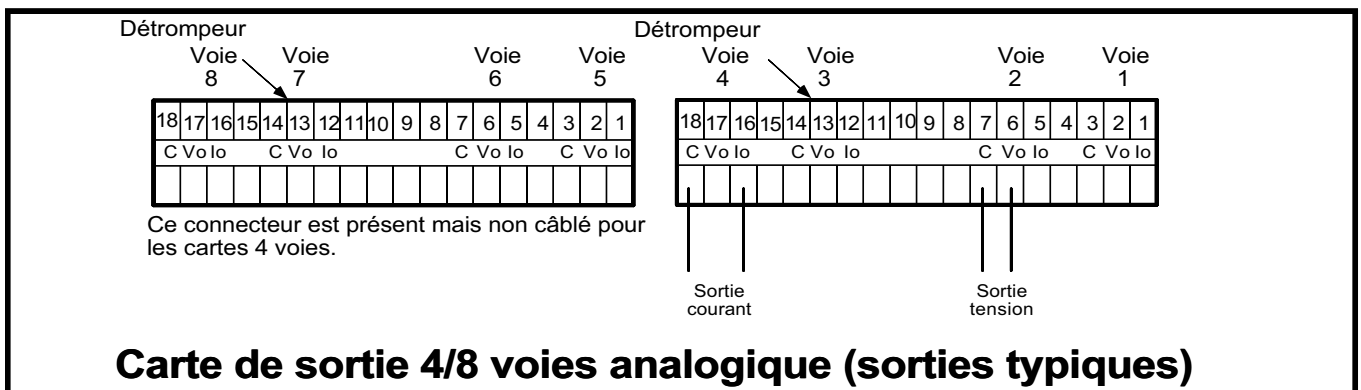 Détrompeur Détrompeur
Voie Voie Voie Voie Voie Voie Voie Voie
8 7 6 5 4 3 2 1
18 17 16 15 14 13 12 11 10 9 8 7 6 5 4 3 2 1 18 17 16 15 14 13 12 11 10 9 8 7 6 5 4 3 2 1
C Vo Io C Vo Io C Vo Io C Vo Io C Vo Io C Vo Io C Vo Io C Vo Io
Ce connecteur est présent mais non câblé pour
les cartes 4 voies.
Sortie Sortie
courant tension
Carte de sortie 4/8 voies analogique (sorties typiques)